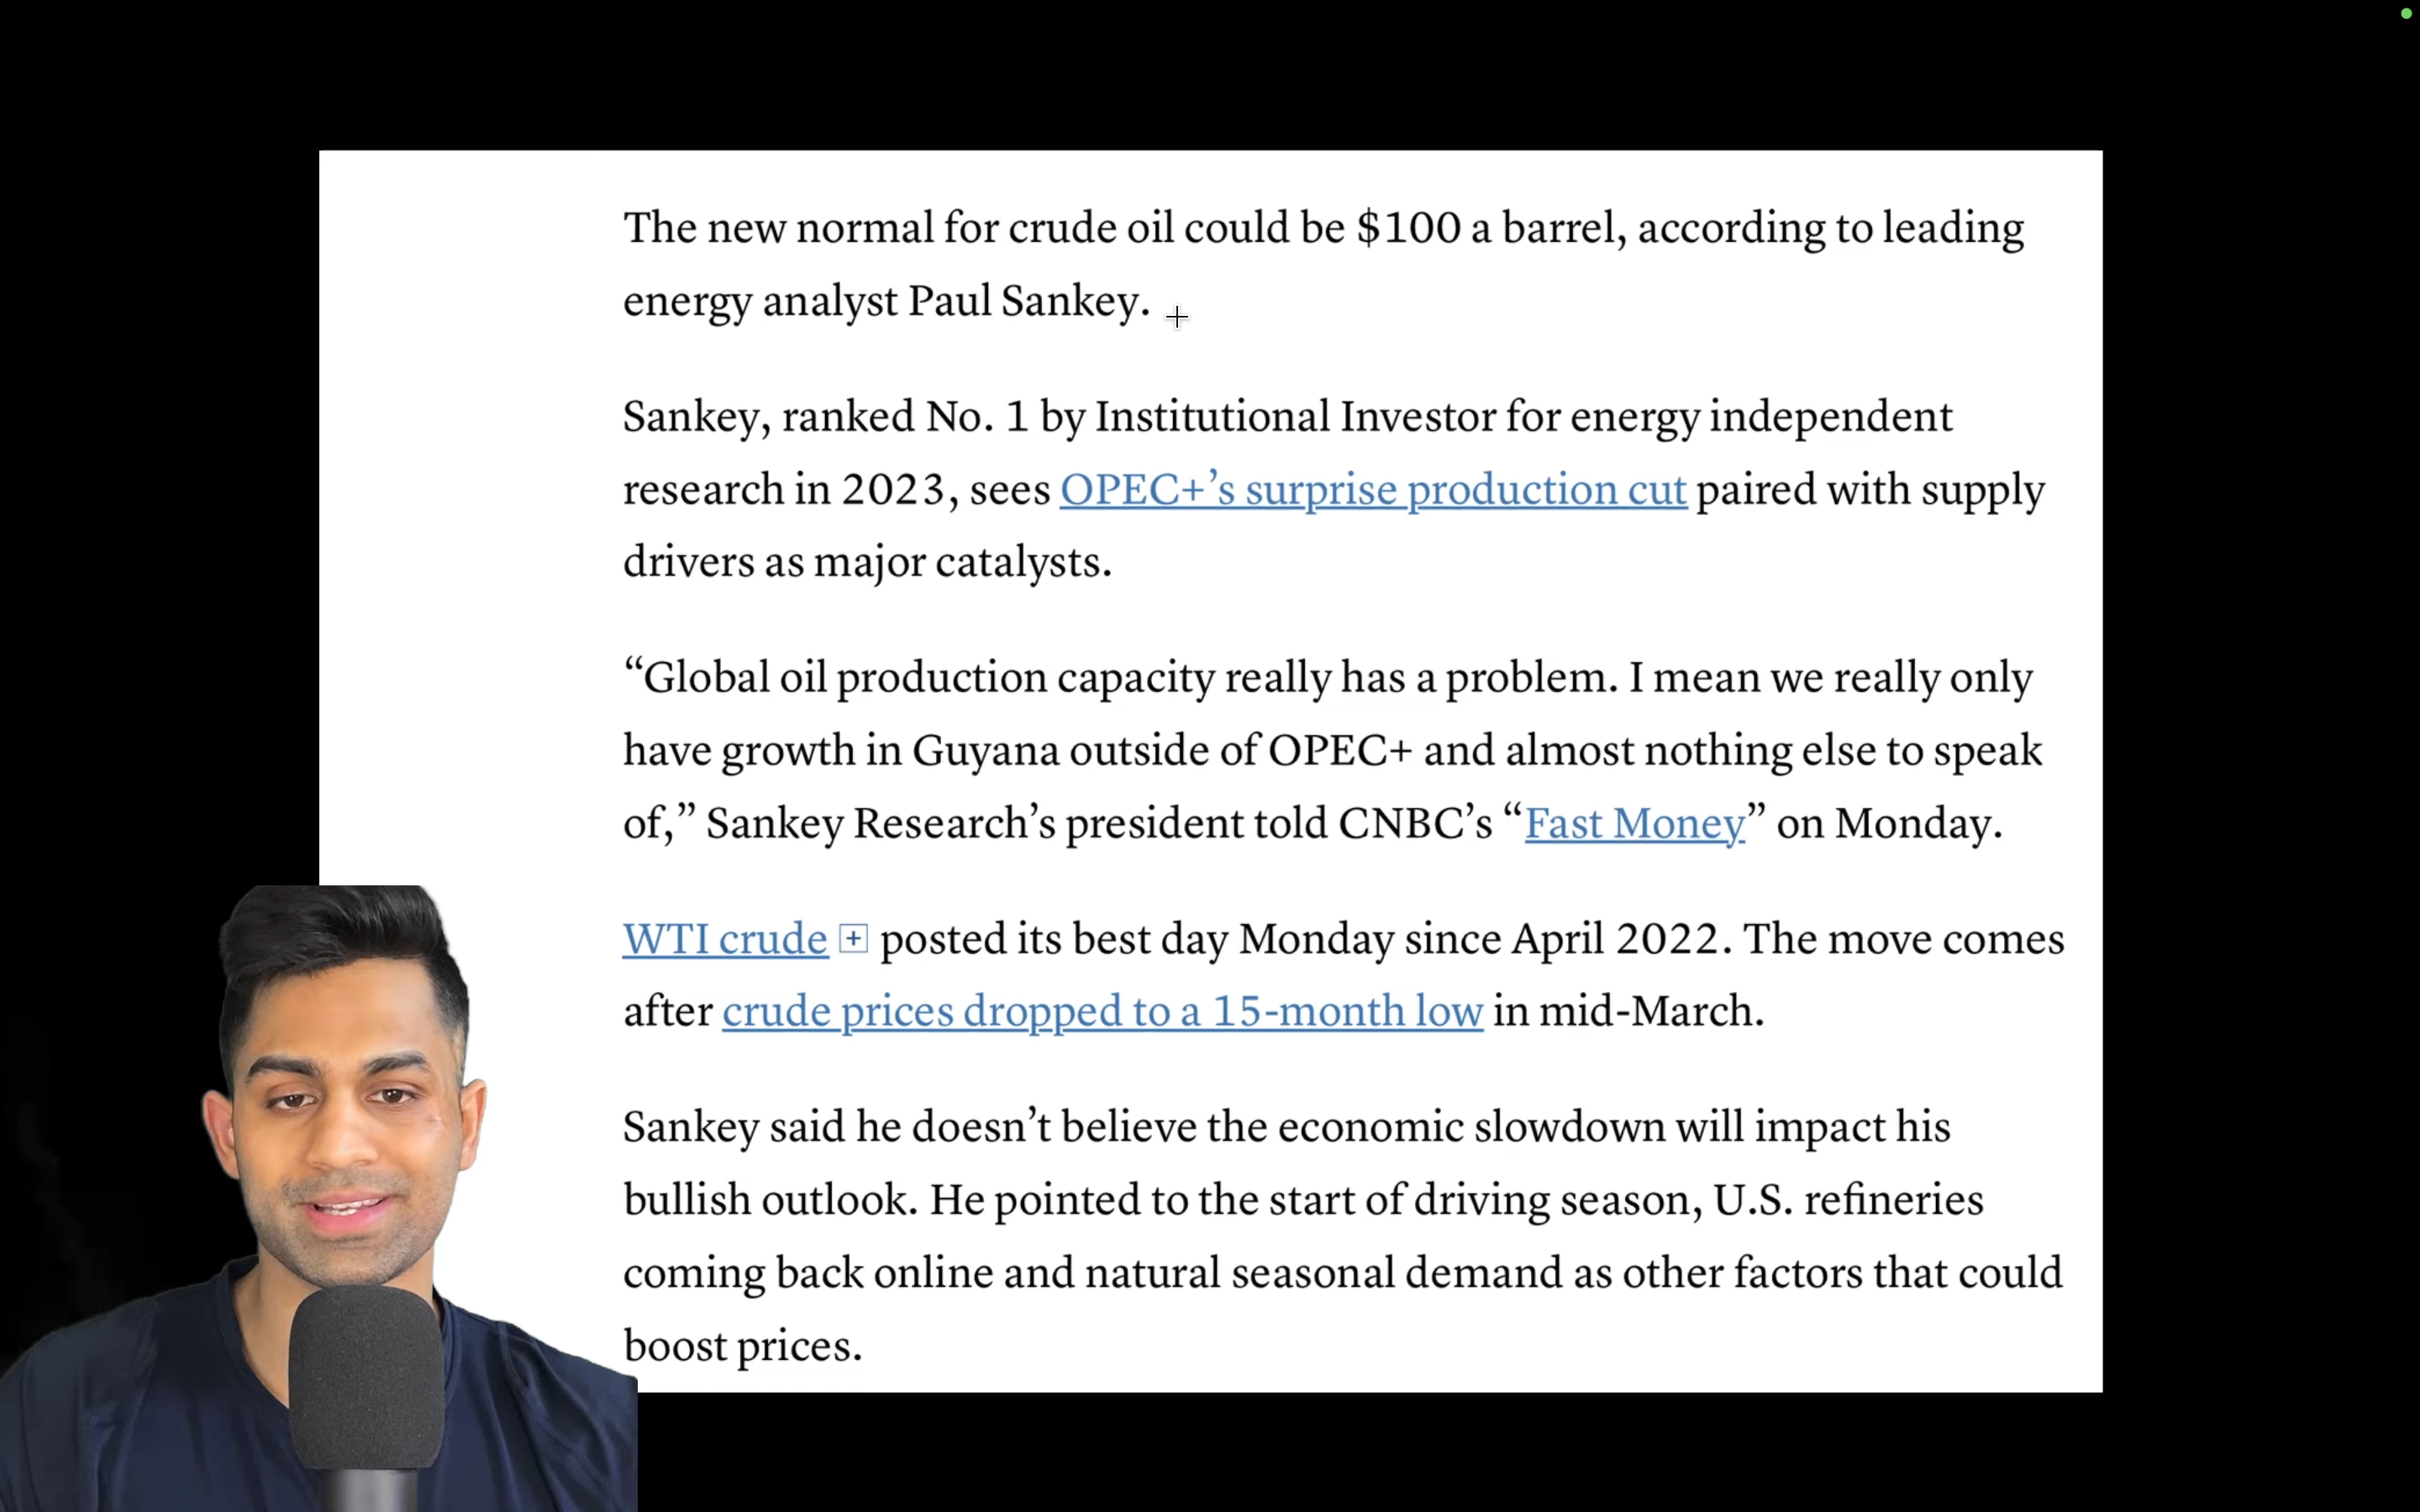 The new normal for crude oil could be $100 a barrel, according to leading
energy analyst Paul Sankey.
Sankey, ranked No. 1 by Institutional Investor for energy independent
research in 2023, sees OPEC+’s surprise production cut paired with supply
drivers as major catalysts.
“Global oil production capacity really has a problem. I mean we really only
have growth in Guyana outside of OPEC+ and almost nothing else to speak
of,” Sankey Research’s president told CNBC’s “Fast Money” on Monday.
WTI crude + posted its best day Monday since April 2022. The move comes
after crude prices dropped to a 15-month low in mid-March.
Sankey said he doesn’t believe the economic slowdown will impact his
bullish outlook. He pointed to the start of driving season, U.S. refineries
coming back online and natural seasonal demand as other factors that could
boost prices.